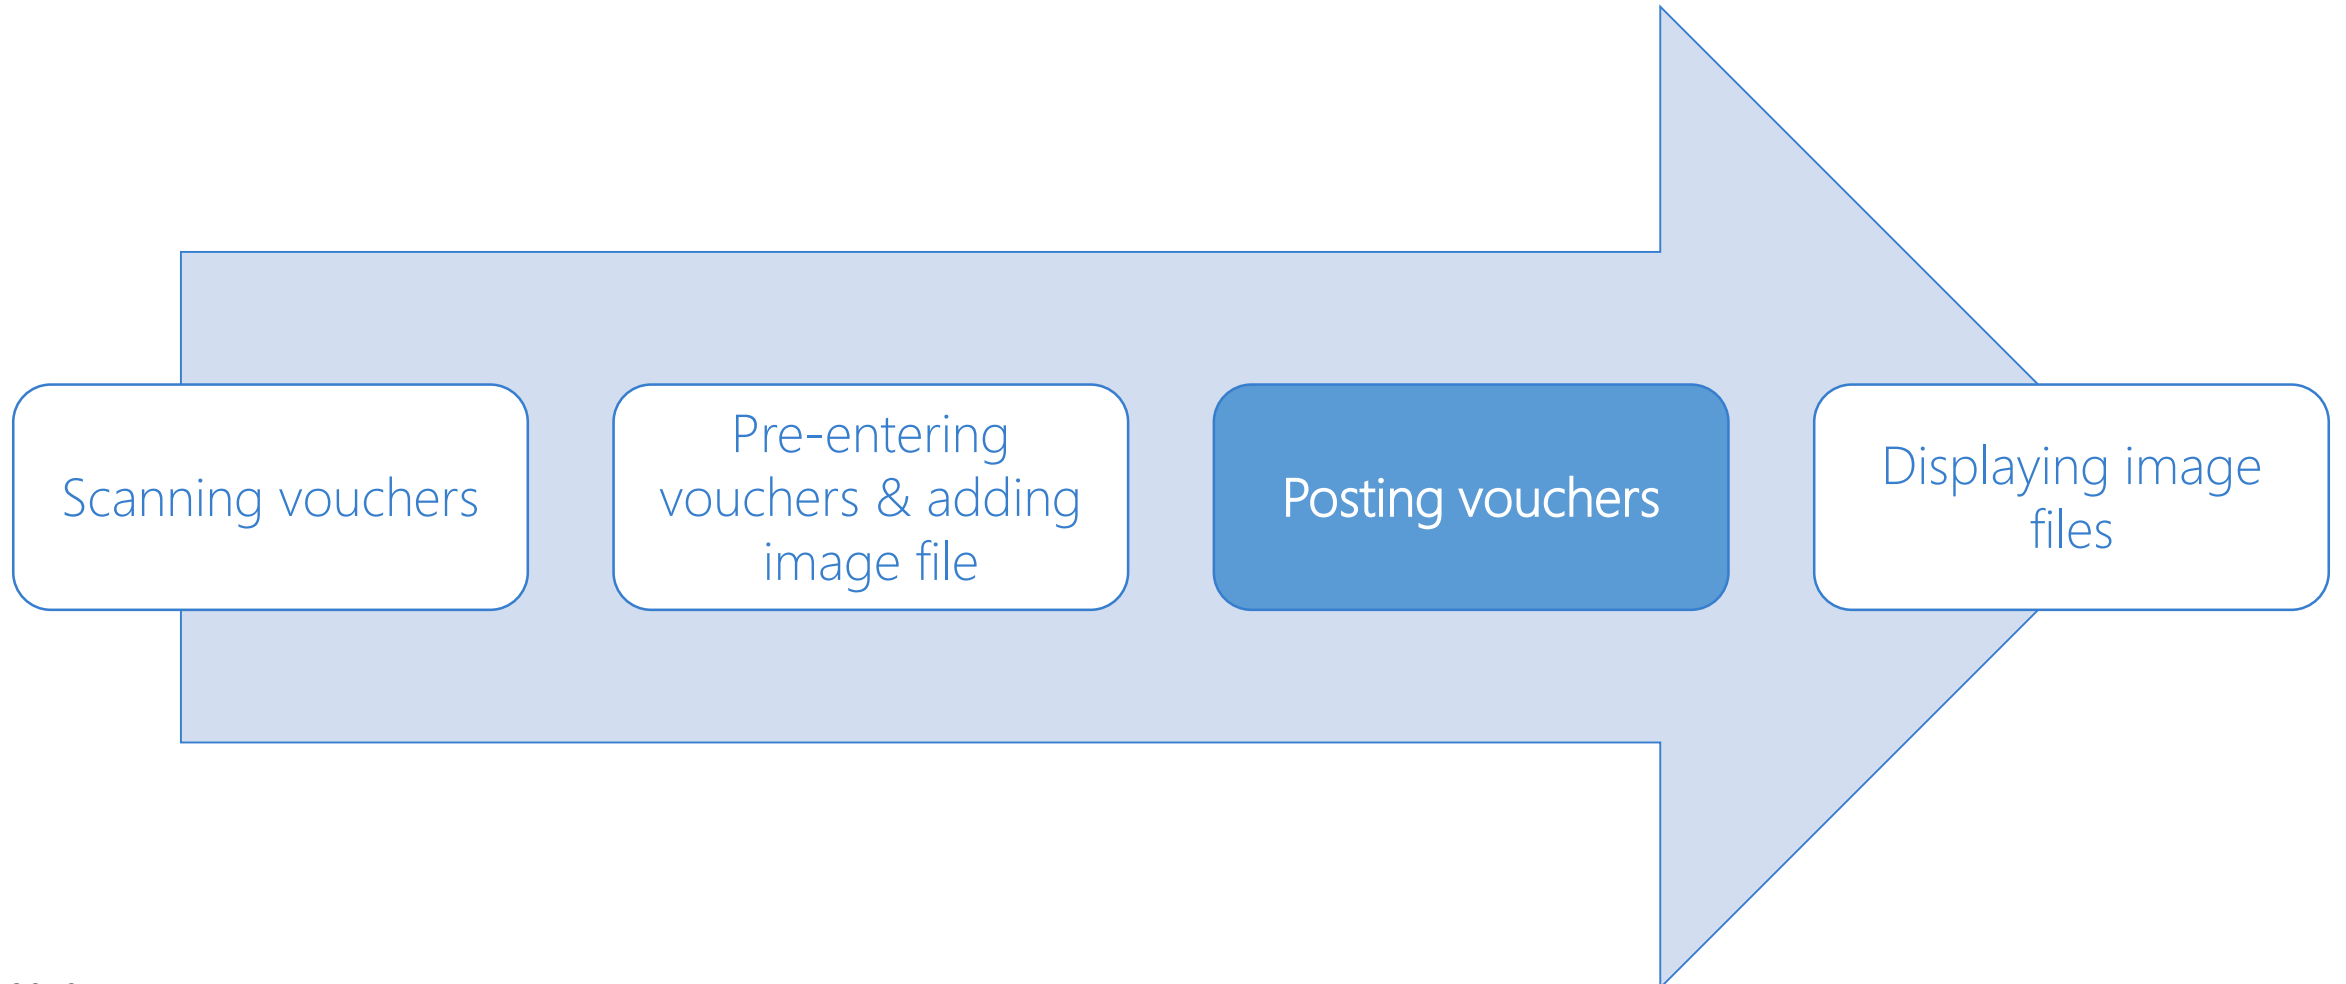 Scanning vouchers
Pre-entering
vouchers & adding
image file
Posting vouchers
Displaying image
files